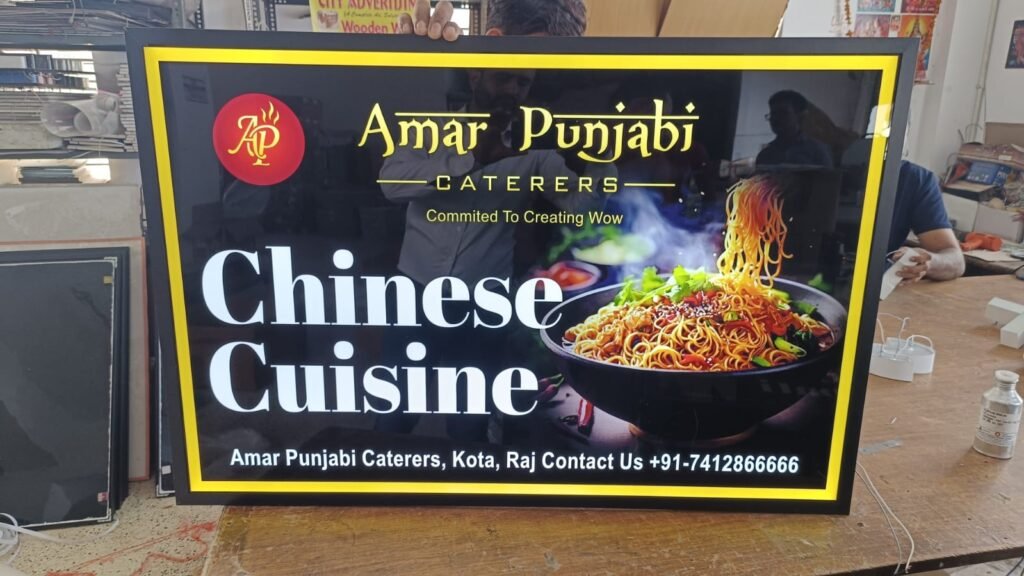 CITY ADVERTIDING
Wooden
AP
Amar Punjabi
CATERERS
Commited To Creating Wow
Chinese
Cuisine
Amar Punjabi Caterers, Kota, Raj Contact Us +91-7412866666